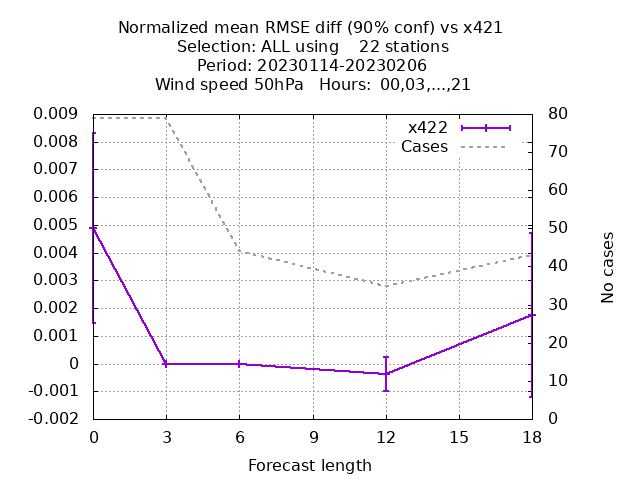 Normalized mean RMSE diff (90% conf) vs x421
Selection: ALL using    22 stations
Period: 20230114-20230206
Wind speed 50hPa   Hours: 00,03,...,21
x422
Cases
0.009
0.008
0.007
0.006
0.005
0.004
0.003
0.002
0.001
0
-0.001
-0.002
80
70
60
50
40
30
20
10
0
No cases
0 3 6 9 12 15 18
Forecast length